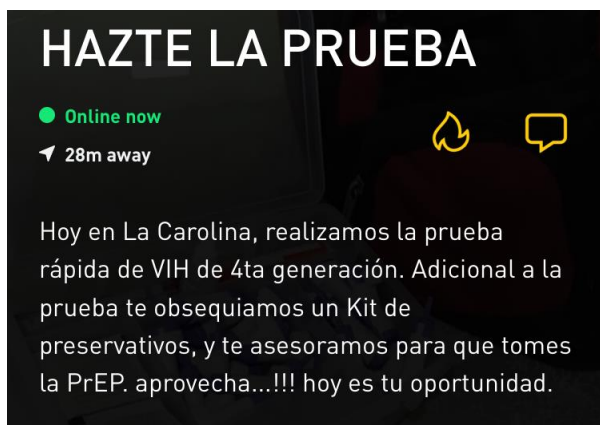 HAZTE LA PRUEBA
Online now
28m away
Hoy en La Carolina, realizamos la prueba
rápida de VIH de 4ta generación. Adicional a la
prueba te obsequiamos un Kit de
preservativos, y te asesoramos para que tomes
la PrEP. aprovecha...!!! hoy es tu oportunidad.